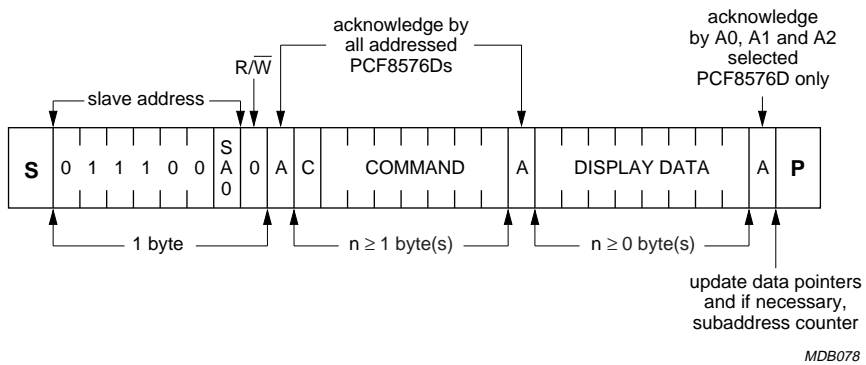 acknowledge by
all addressed
PCF8576Ds
acknowledge
by A0, A1 and A2
selected
PCF8576D only
R/W̅
slave address
S 0 1 1 1 0 0 SA0 0 A C COMMAND A DISPLAY DATA A P
1 byte
n ≥ 1 byte(s)
n ≥ 0 byte(s)
update data pointers
and if necessary,
subaddress counter
MDB078